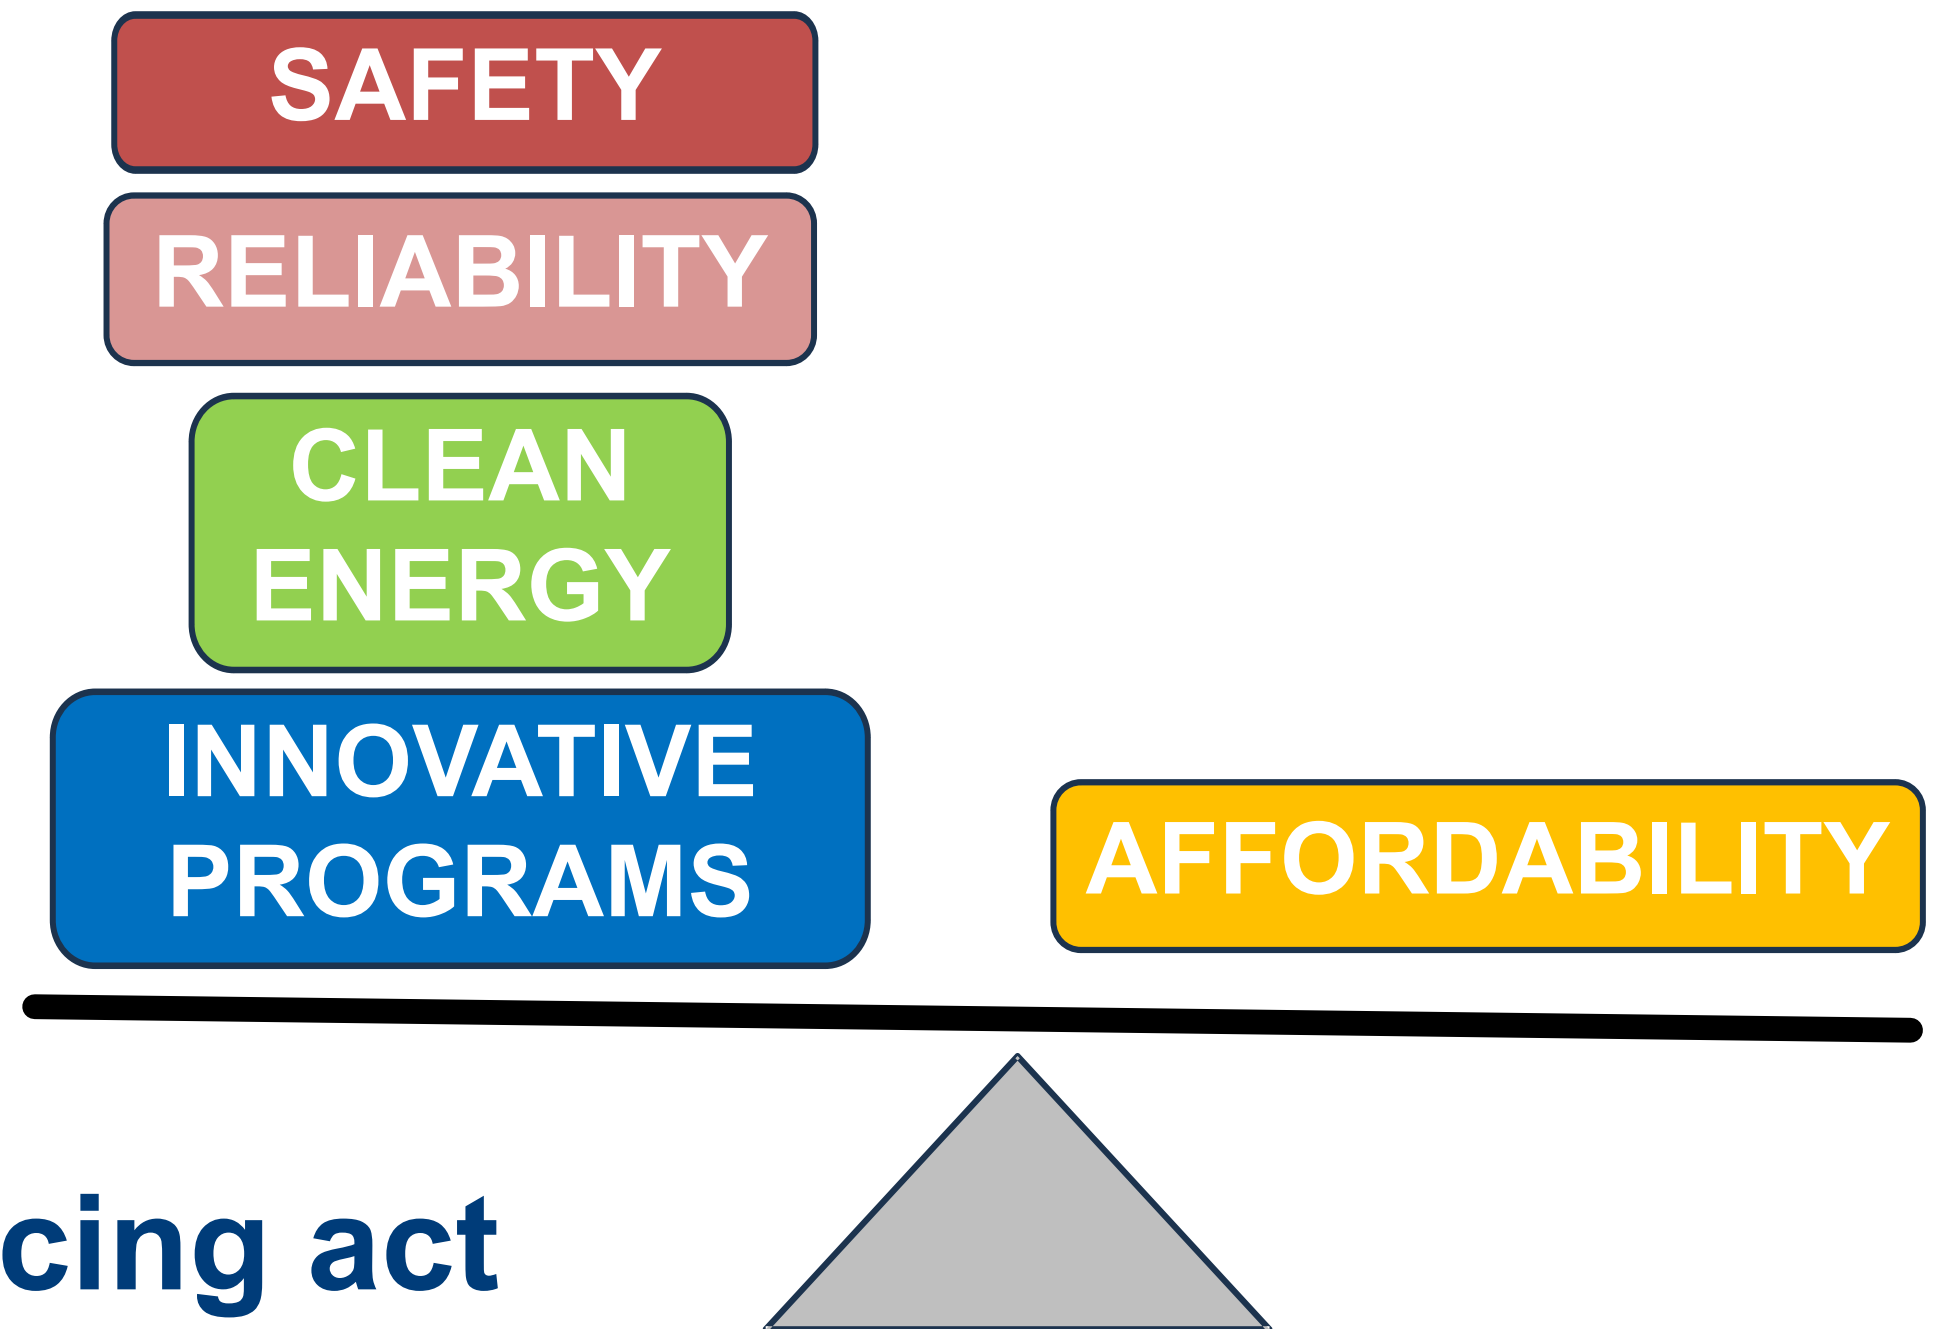 SAFETY
RELIABILITY
CLEAN
ENERGY
INNOVATIVE
PROGRAMS
AFFORDABILITY
cing act